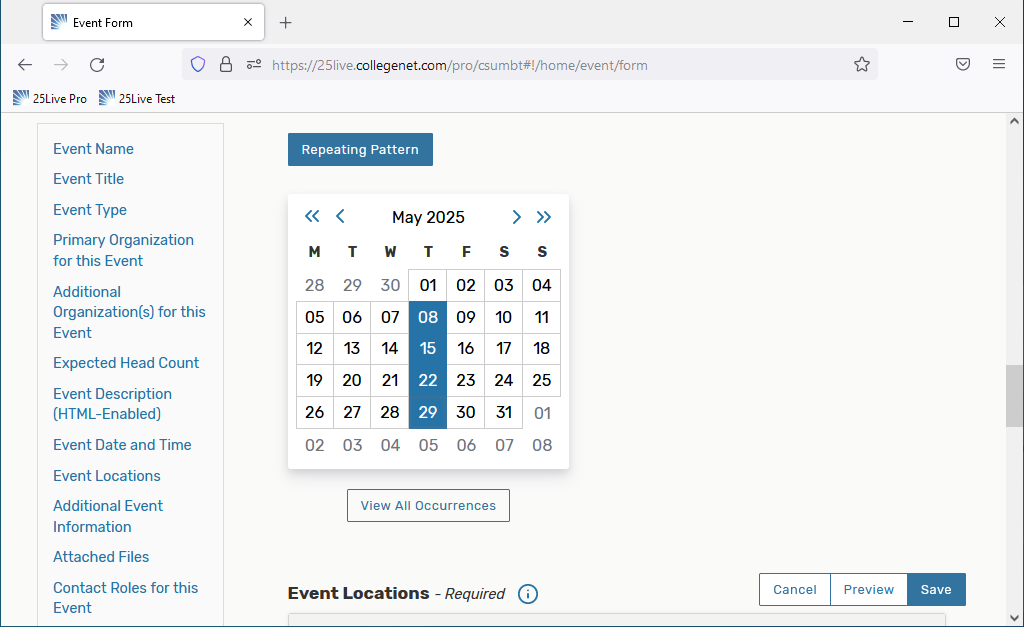 Event Form
https://25live.collegenet.com/pro/csumbt#!/home/event/form
25Live Pro 25Live Test
Event Name
Event Title
Event Type
Primary Organization
for this Event
Additional
Organization(s) for this
Event
Expected Head Count
Event Description
(HTML-Enabled)
Event Date and Time
Event Locations
Additional Event
Information
Attached Files
Contact Roles for this
Event
Repeating Pattern
May 2025
M T W T F S S
28 29 30 01 02 03 04
05 06 07 08 09 10 11
12 13 14 15 16 17 18
19 20 21 22 23 24 25
26 27 28 29 30 31 01
02 03 04 05 06 07 08
View All Occurrences
Event Locations - Required
Cancel Preview Save